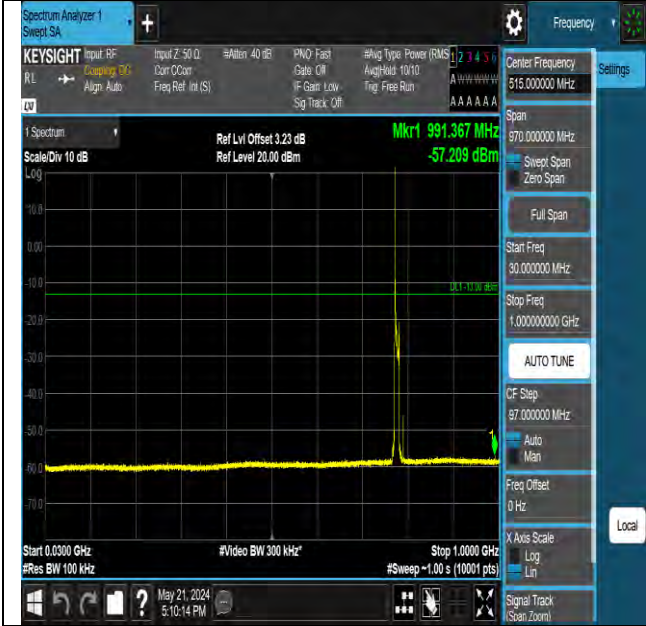 Spectrum Analyzer 1
Swept SA
+
Frequency
KEYSIGHT Input: RF Input Z: 50 Ω #Atten: 40 dB PNO: Fast #Avg Type: Power (RMS 1 2 3 4 5 6
RL Coupling: DC Corr CCorr Gate: Off Avg|Hold: 10/10 A W W W W W
Align: Auto Freq Ref: Int (S) IF Gain: Low Trig: Free Run
Sig Track: Off A A A A A A
1 Spectrum
Ref Lvl Offset 3.23 dB Mkr1 991.367 MHz
Scale/Div 10 dB Ref Level 20.00 dBm -57.209 dBm
Log
10.0
0.00
-10.0
DL1 -13.00 dBm
-20.0
-30.0
-40.0
-50.0
1
-60.0
-70.0
Start 0.0300 GHz #Video BW 300 kHz* Stop 1.0000 GHz
#Res BW 100 kHz #Sweep ~1.00 s (10001 pts)
? May 21, 2024
5:10:14 PM
Center Frequency
515.000000 MHz
Settings
Span
970.000000 MHz
Swept Span
Zero Span
Full Span
Start Freq
30.000000 MHz
Stop Freq
1.000000000 GHz
AUTO TUNE
CF Step
97.000000 MHz
Auto
Man
Freq Offset
0 Hz
X Axis Scale
Log
Lin
Local
Signal Track
(Span Zoom)